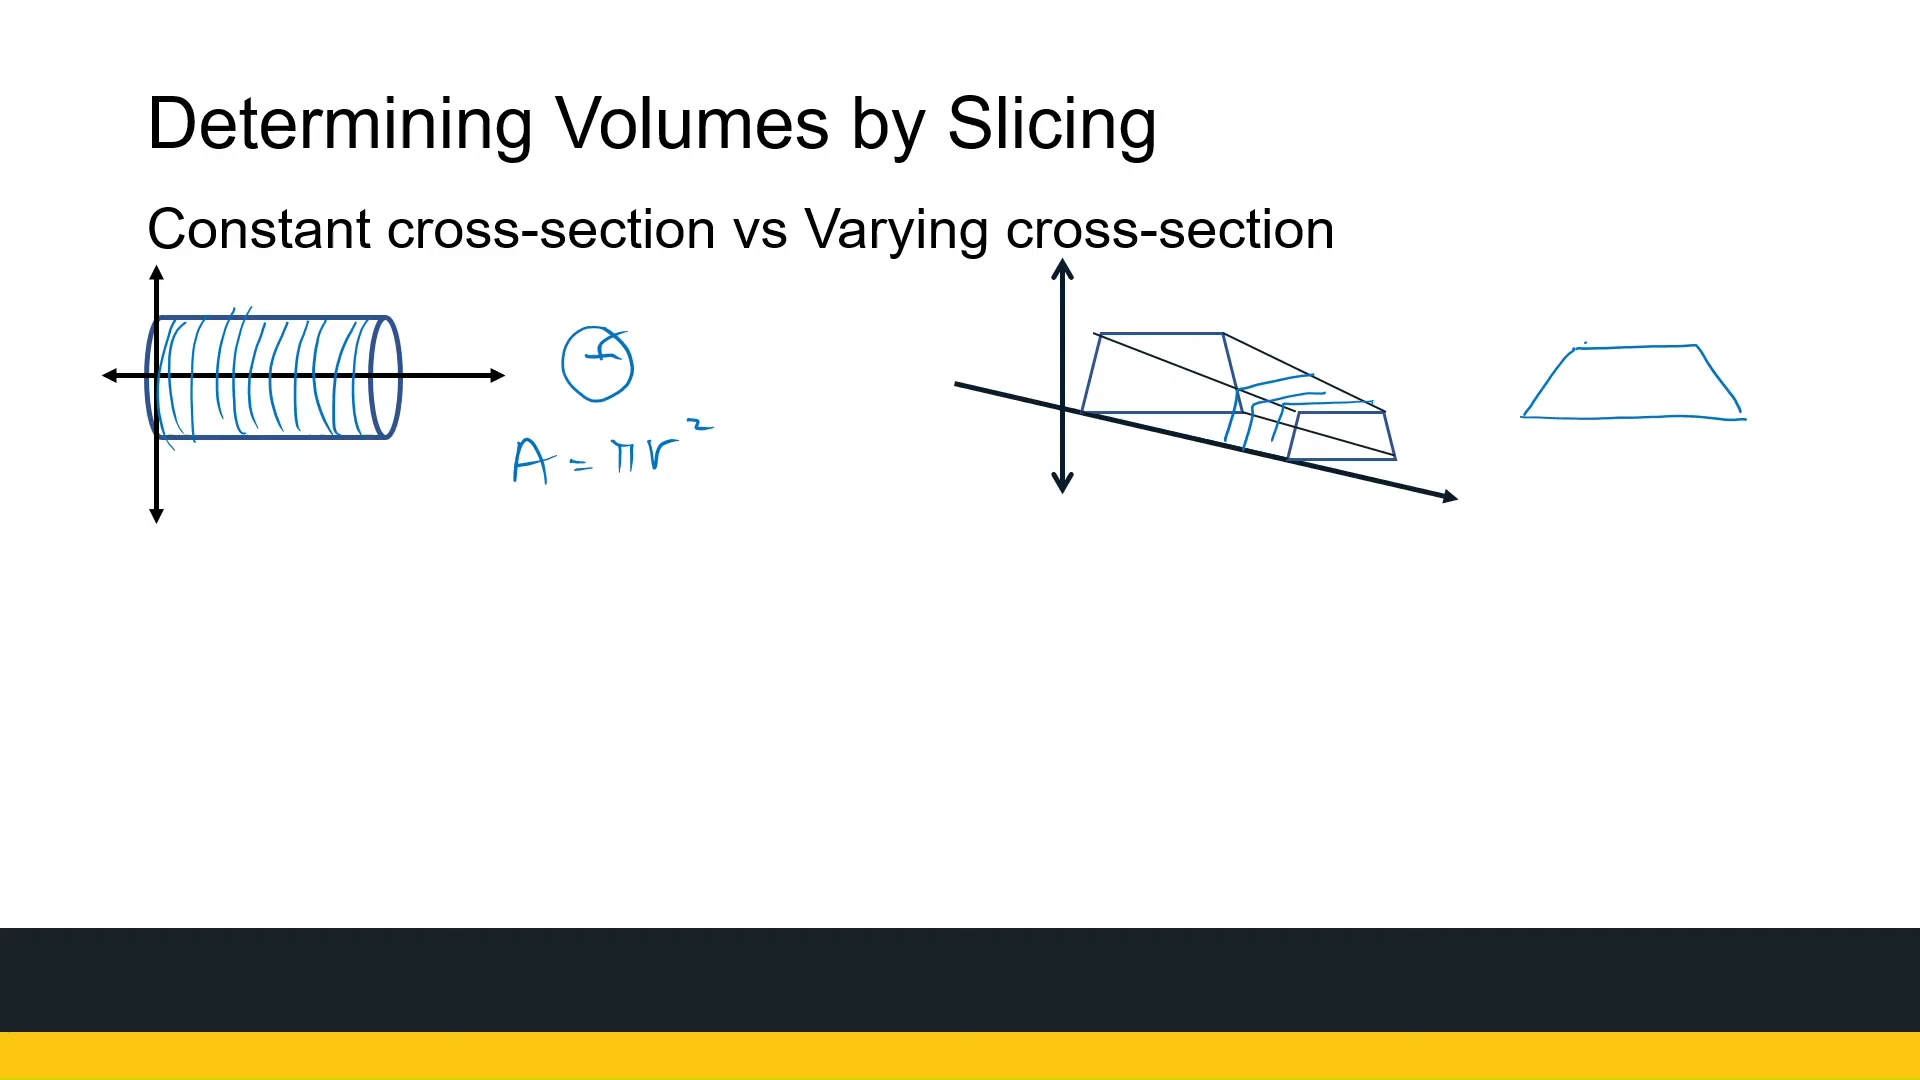 Determining Volumes by Slicing
Constant cross-section vs Varying cross-section
r
A = πr²